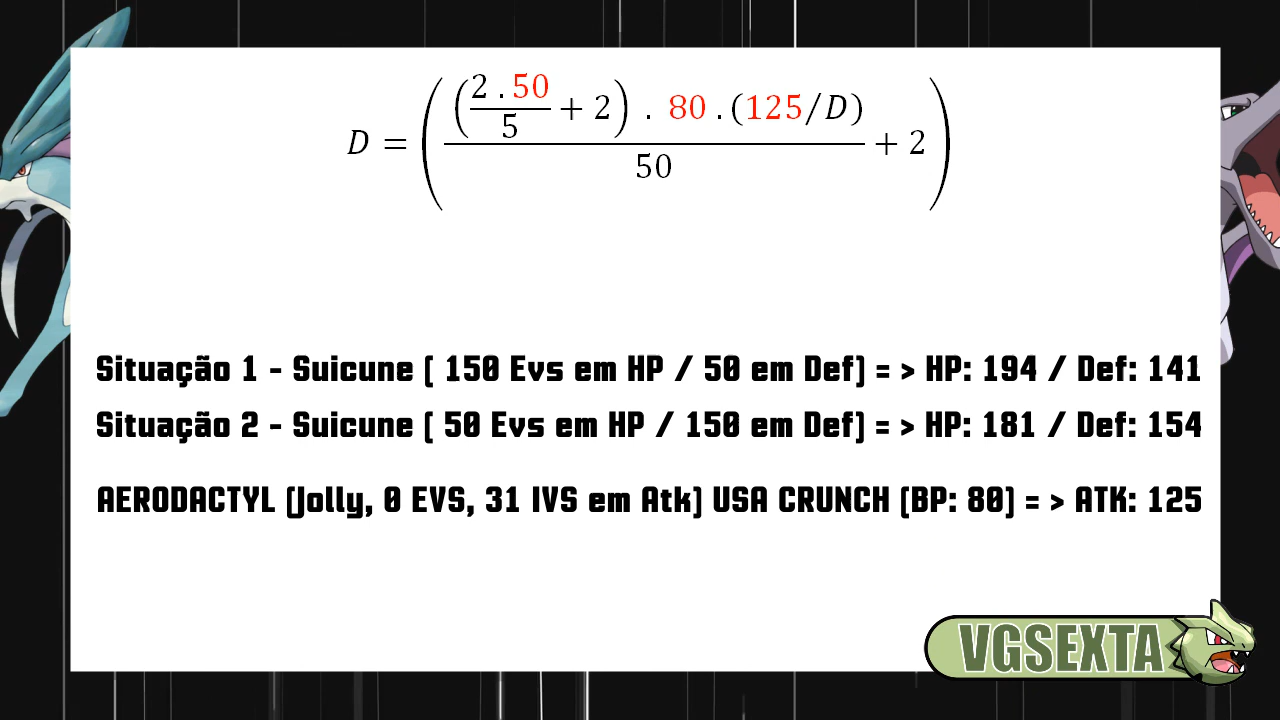 D = (((2 . 50 / 5) + 2) . 80 . (125/D) / 50 + 2)
Situação 1 - Suicune ( 150 Evs em HP / 50 em Def) = > HP: 194 / Def: 141
Situação 2 - Suicune ( 50 Evs em HP / 150 em Def) = > HP: 181 / Def: 154
AERODACTYL (Jolly, 0 EVS, 31 IVS em Atk) USA CRUNCH (BP: 80) = > ATK: 125
VGSEXTA